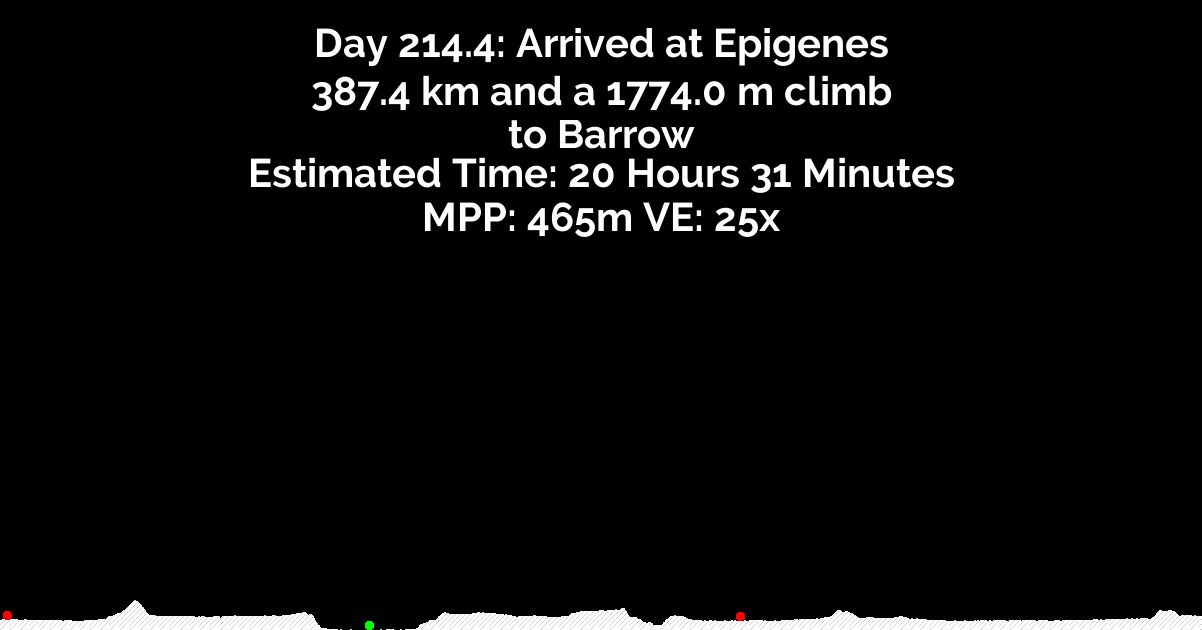 Day 214.4: Arrived at Epigenes
387.4 km and a 1774.0 m climb
to Barrow
Estimated Time: 20 Hours 31 Minutes
MPP: 465m VE: 25x